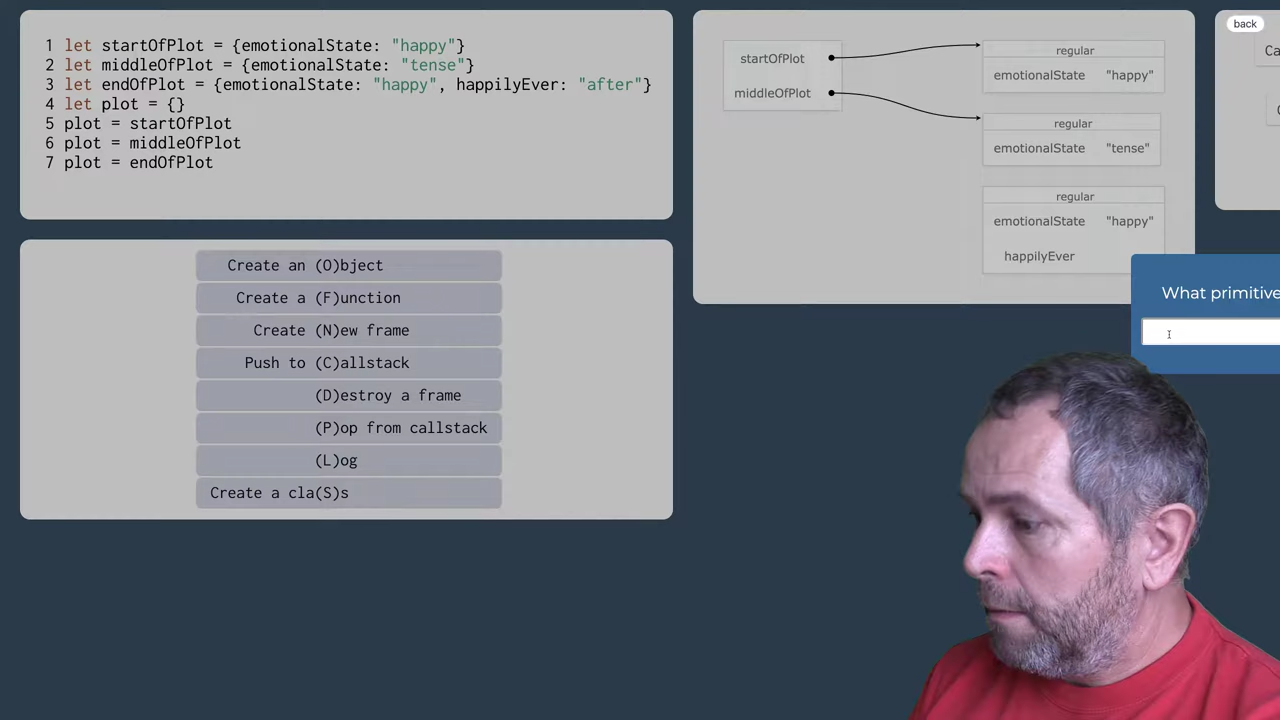 1 let startOfPlot = {emotionalState: "happy"}
2 let middleOfPlot = {emotionalState: "tense"}
3 let endOfPlot = {emotionalState: "happy", happilyEver: "after"}
4 let plot = {}
5 plot = startOfPlot
6 plot = middleOfPlot
7 plot = endOfPlot
Create an (O)bject
Create a (F)unction
Create (N)ew frame
Push to (C)allstack
(D)estroy a frame
(P)op from callstack
(L)og
Create a cla(S)s
startOfPlot
middleOfPlot
regular
emotionalState "happy"
regular
emotionalState "tense"
regular
emotionalState "happy"
happilyEver
back
What primitive